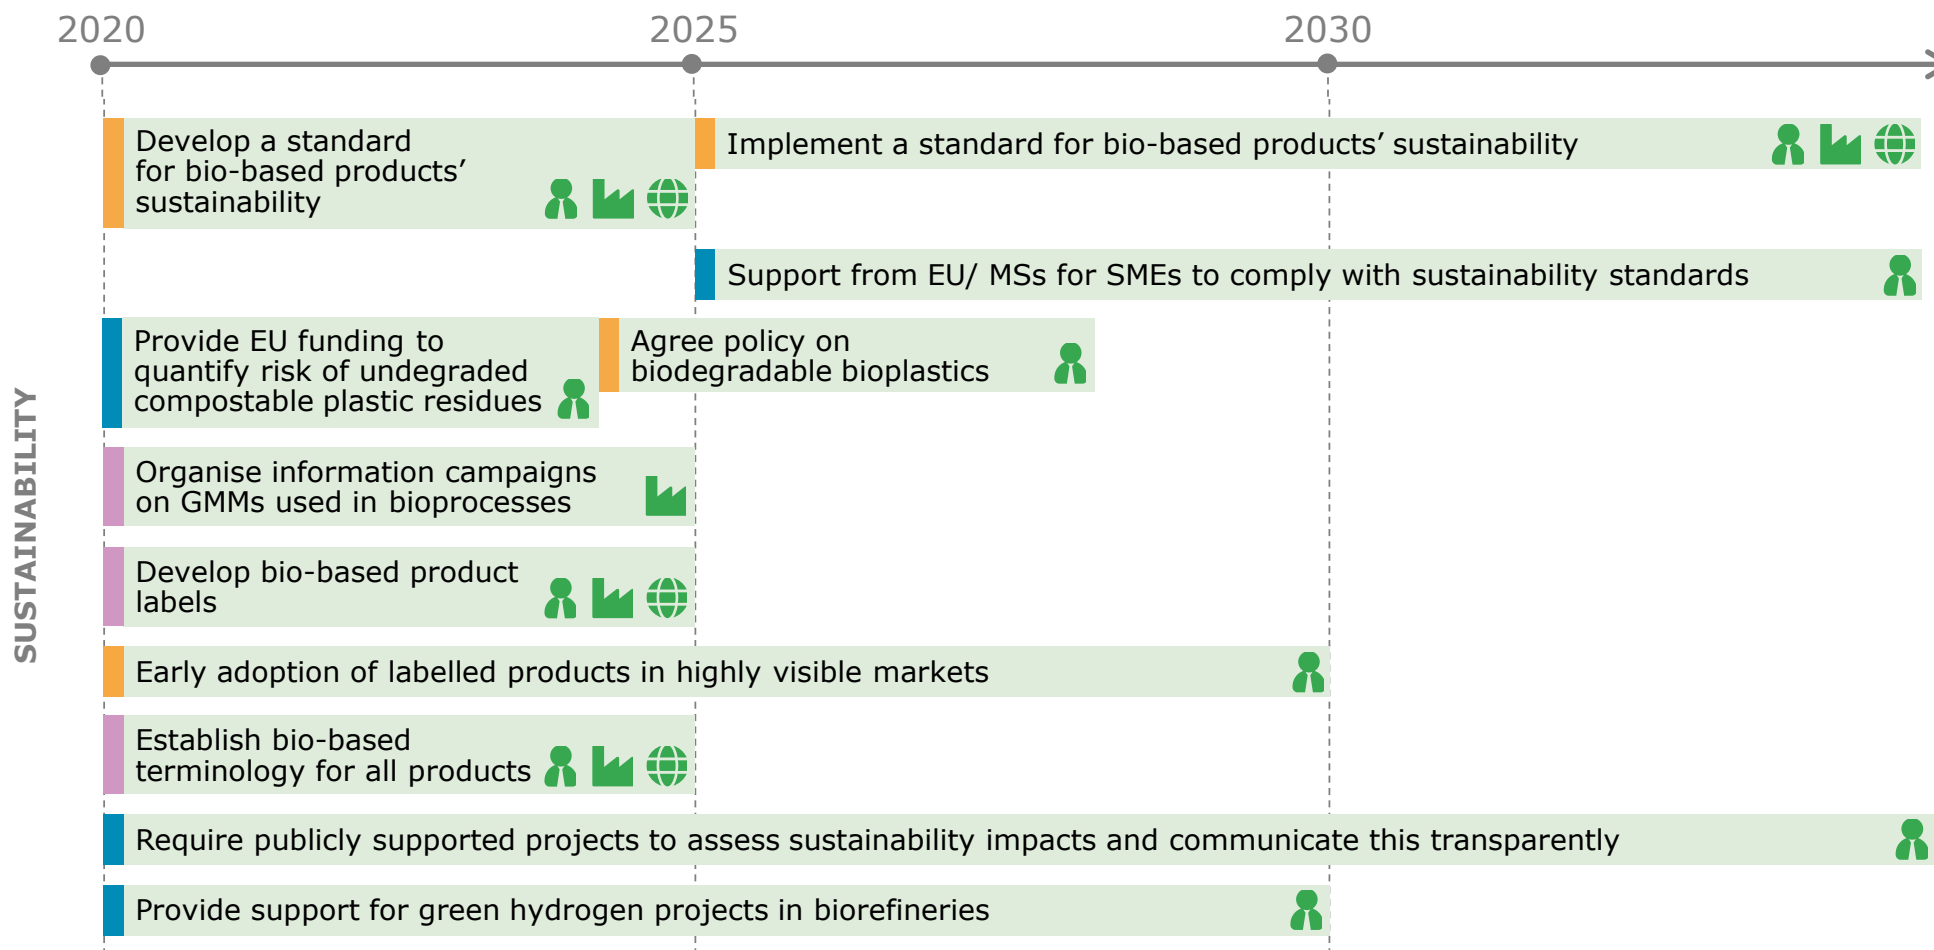 2020
2025
2030
SUSTAINABILITY
Develop a standard
for bio-based products’
sustainability
Implement a standard for bio-based products’ sustainability
Support from EU/ MSs for SMEs to comply with sustainability standards
Provide EU funding to
quantify risk of undegraded
compostable plastic residues
Agree policy on
biodegradable bioplastics
Organise information campaigns
on GMMs used in bioprocesses
Develop bio-based product
labels
Early adoption of labelled products in highly visible markets
Establish bio-based
terminology for all products
Require publicly supported projects to assess sustainability impacts and communicate this transparently
Provide support for green hydrogen projects in biorefineries